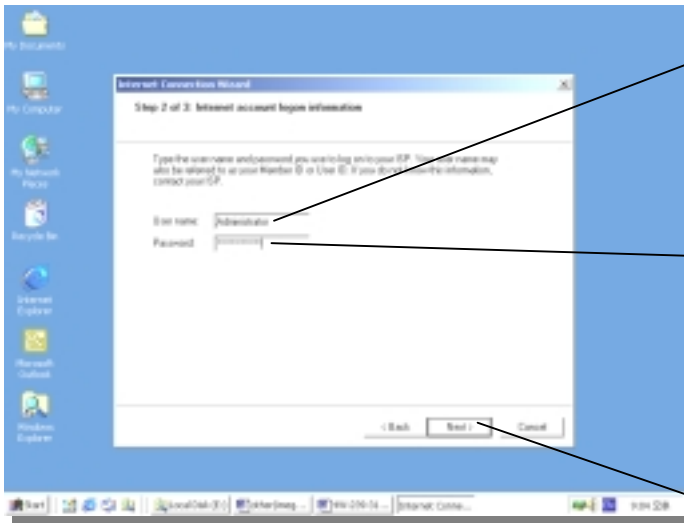 My Documents
My Computer
My Network
Places
Recycle Bin
Internet
Explorer
Microsoft
Outlook
Windows
Explorer
Internet Connection Wizard
Step 2 of 3: Internet account logon information
Type the user name and password you use to log on to your ISP. Your user name may
also be referred to as your Member ID or User ID. If you do not know this information,
contact your ISP.
User name: Administrator
Password:
< Back Next > Cancel
Start
Internet Conne...